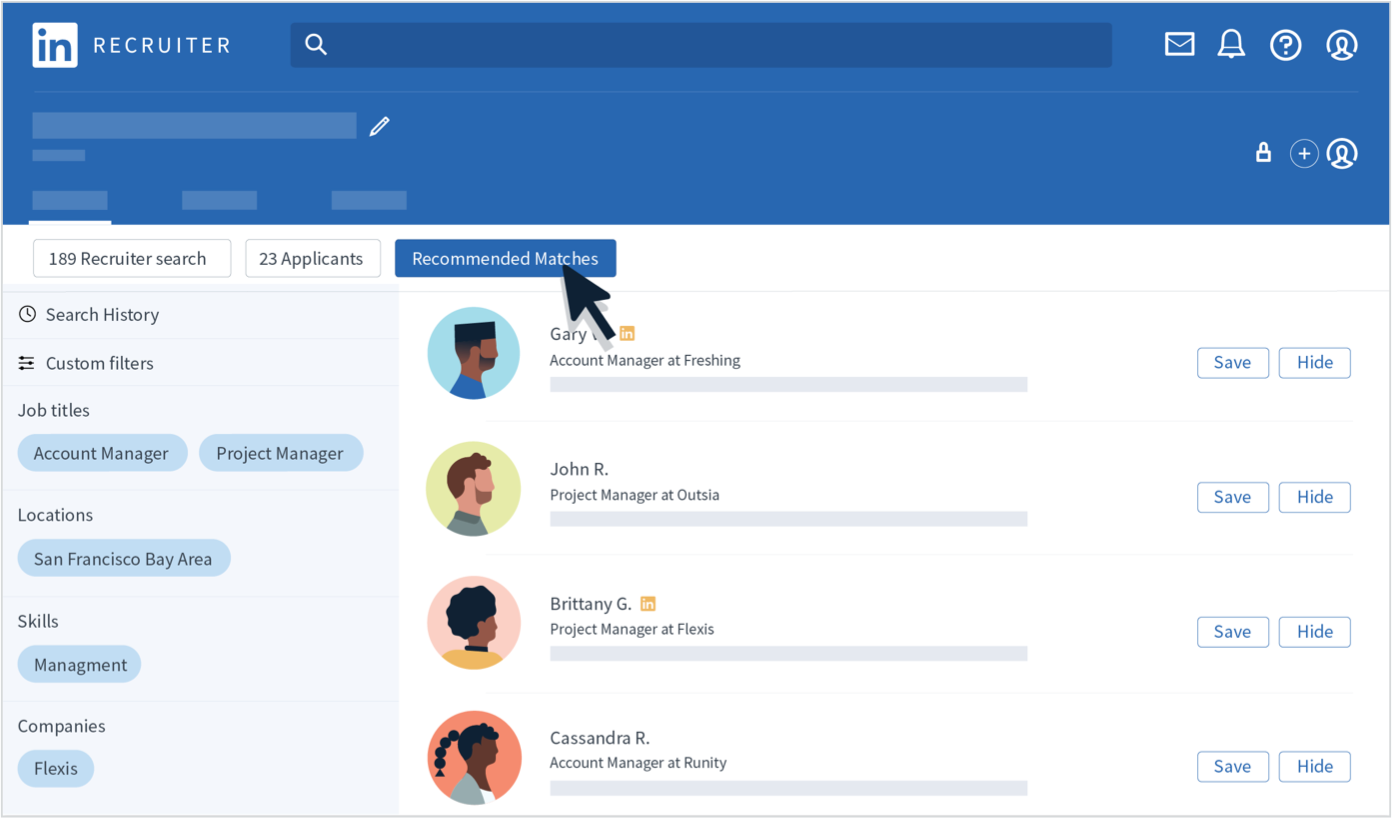 in RECRUITER
189 Recruiter search
23 Applicants
Recommended Matches
Search History
Custom filters
Job titles
Account Manager
Project Manager
Locations
San Francisco Bay Area
Skills
Managment
Companies
Flexis
Gary
in
Account Manager at Freshing
Save
Hide
John R.
Project Manager at Outsia
Save
Hide
Brittany G.
in
Project Manager at Flexis
Save
Hide
Cassandra R.
Account Manager at Runity
Save
Hide